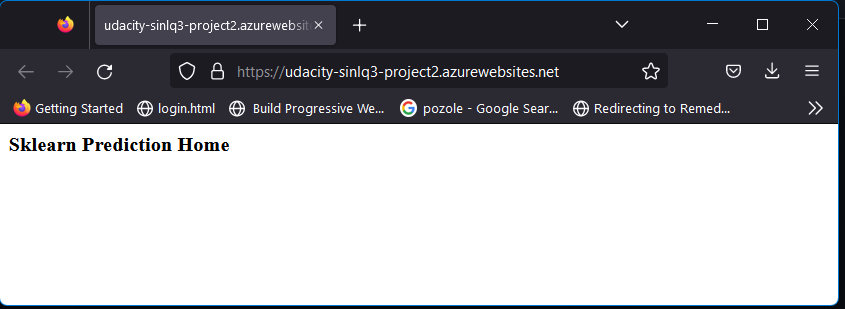 udacity-sinlq3-project2.azurewebsit
https://udacity-sinlq3-project2.azurewebsites.net
Getting Started login.html Build Progressive We... pozole - Google Sear... Redirecting to Remed...
Sklearn Prediction Home